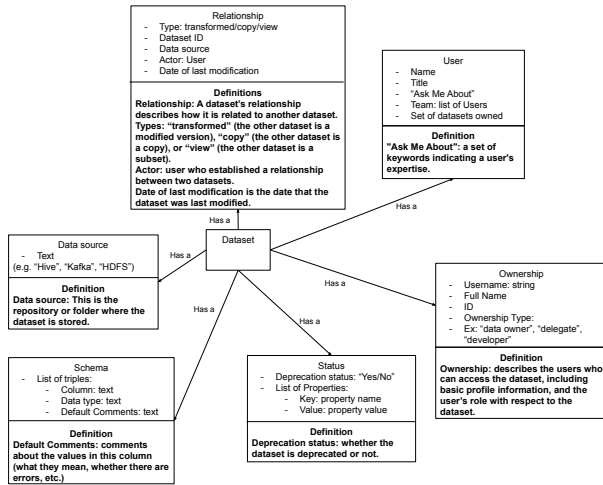 Relationship
- Type: transformed/copy/view
- Dataset ID
- Data source
- Actor: User
- Date of last modification
Definitions
Relationship: A dataset's relationship
describes how it is related to another dataset.
Types: “transformed” (the other dataset is a
modified version), “copy” (the other dataset is
a copy), or “view” (the other dataset is a
subset).
Actor: user who established a relationship
between two datasets.
Date of last modification is the date that the
dataset was last modified.
User
- Name
- Title
- “Ask Me About”
- Team: list of Users
- Set of datasets owned
Definition
"Ask Me About": a set of
keywords indicating a user's
expertise.
Has a
Has a
Data source
- Text
(e.g. “Hive”, “Kafka”, “HDFS”)
Definition
Data source: This is the
repository or folder where the
dataset is stored.
Has a
Dataset
Has a
Ownership
- Username: string
- Full Name
- ID
- Ownership Type:
- Ex: “data owner”, “delegate”,
“developer”
Definition
Ownership: describes the users who
can access the dataset, including
basic profile information, and the
user's role with respect to the
dataset.
Has a
Has a
Schema
- List of triples:
- Column: text
- Data type: text
- Default Comments: text
Definition
Default Comments: comments
about the values in this column
(what they mean, whether there are
errors, etc.)
Status
- Deprecation status: “Yes/No”
- List of Properties:
- Key: property name
- Value: property value
Definition
Deprecation status: whether the
dataset is deprecated or not.